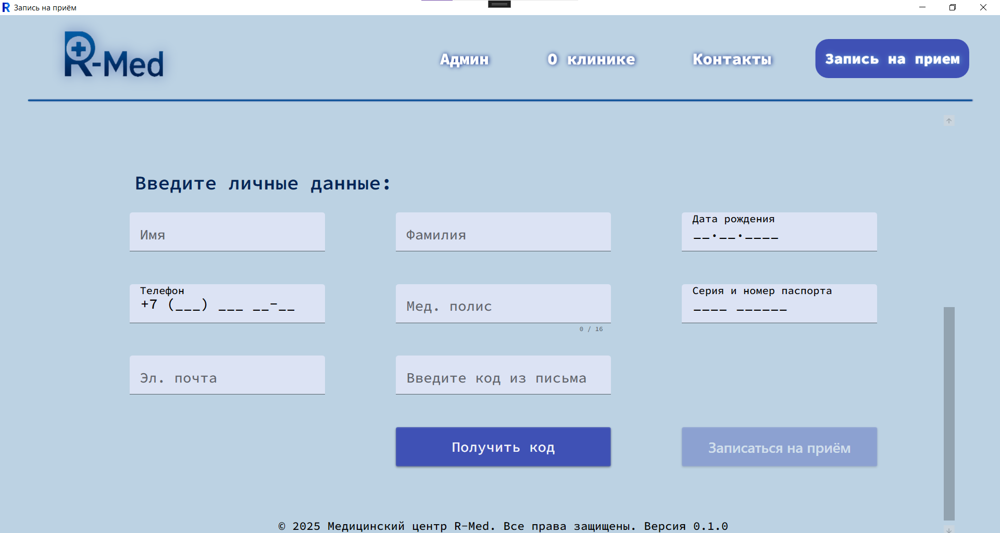 Запись на приём
R-Med
Админ
О клинике
Контакты
Запись на прием
Введите личные данные:
Имя
Фамилия
Дата рождения
__.__.____
Телефон
+7 (___) ___ __-__
Мед. полис
0 / 16
Серия и номер паспорта
____ ______
Эл. почта
Введите код из письма
Получить код
Записаться на приём
© 2025 Медицинский центр R-Med. Все права защищены. Версия 0.1.0